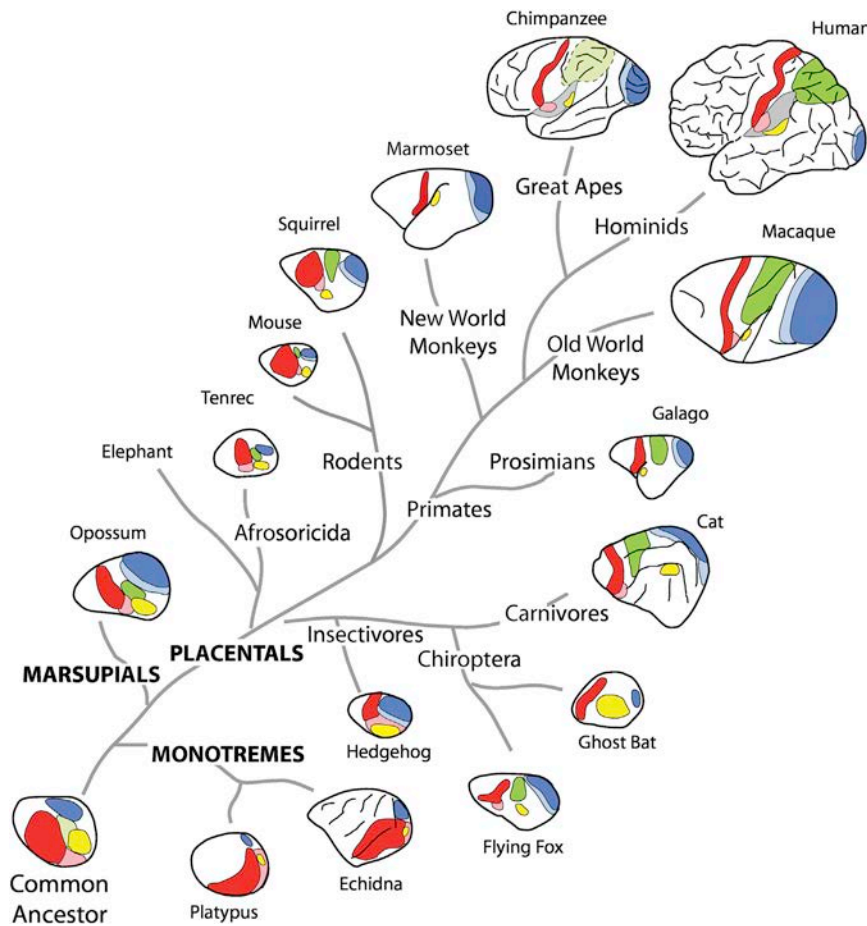 Chimpanzee
Human
Marmoset
Great Apes
Squirrel
Hominids
Macaque
Mouse
New World
Monkeys
Old World
Monkeys
Tenrec
Galago
Elephant
Rodents
Prosimians
Primates
Cat
Opossum
Afrosoricida
Carnivores
Insectivores
PLACENTALS
Chiroptera
MARSUPIALS
Ghost Bat
MONOTREMES
Hedgehog
Flying Fox
Common
Ancestor
Platypus
Echidna